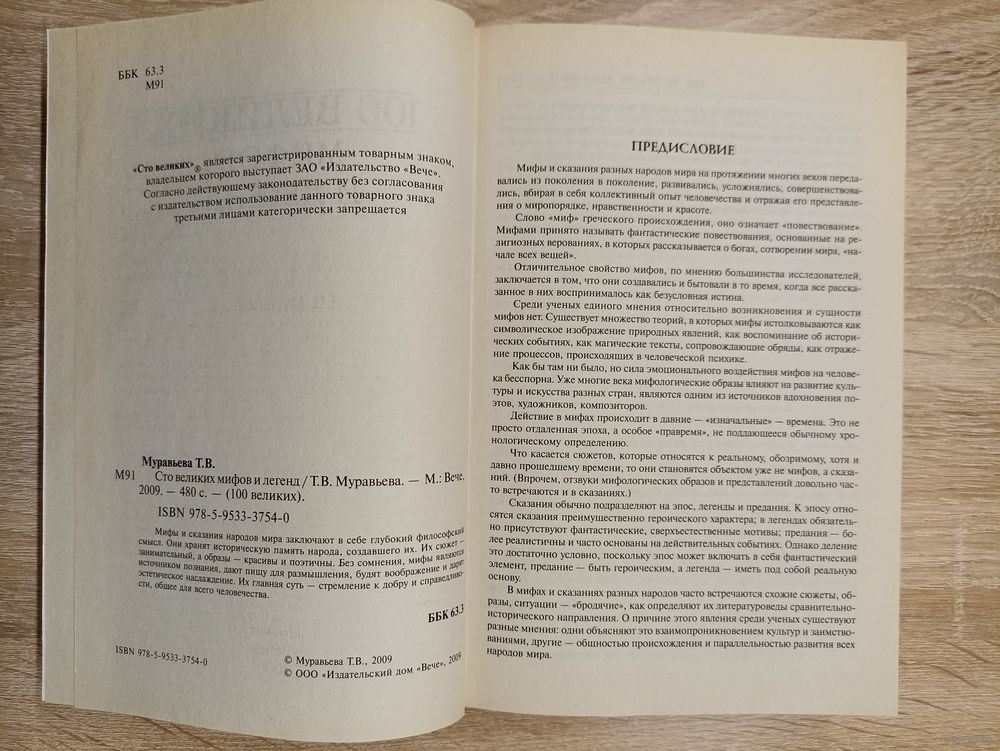 ББК 63.3
М91
«Сто великих»® является зарегистрированным товарным знаком,
владельцем которого выступает ЗАО «Издательство «Вече».
Согласно действующему законодательству без согласования
с издательством использование данного товарного знака
третьими лицами категорически запрещается
Муравьева Т.В.
М91 Сто великих мифов и легенд / Т.В. Муравьева. — М.: Вече,
2009. — 480 с. — (100 великих).
ISBN 978-5-9533-3754-0
Мифы и сказания народов мира заключают в себе глубокий философский
смысл. Они хранят историческую память народа, создавшего их. Их сюжет —
занимательный, а образы — красивы и поэтичны. Без сомнения, мифы являются
источником познания, дают пищу для размышления, будят воображение и дарят
эстетическое наслаждение. Их главная суть — стремление к добру и справедливо-
сти, общее для всего человечества.
ББК 63.3
ISBN 978-5-9533-3754-0
© Муравьева Т.В., 2009
© ООО «Издательский дом «Вече», 2009
ПРЕДИСЛОВИЕ
Мифы и сказания разных народов мира на протяжении многих веков переда-
вались из поколения в поколение, развивались, усложнялись, совершенствова-
лись, вбирая в себя коллективный опыт человечества и отражая его представле-
ния о миропорядке, нравственности и красоте.
Слово «миф» греческого происхождения, оно означает «повествование».
Мифами принято называть фантастические повествования, основанные на ре-
лигиозных верованиях, в которых рассказывается о богах, сотворении мира, «на-
чале всех вещей».
Отличительное свойство мифов, по мнению большинства исследователей,
заключается в том, что они создавались и бытовали в то время, когда все расска-
занное в них воспринималось как безусловная истина.
Среди ученых единого мнения относительно возникновения и сущности
мифов нет. Существует множество теорий, в которых мифы истолковываются как
символическое изображение природных явлений, как воспоминание об истори-
ческих событиях, как магические тексты, сопровождающие обряды, как отраже-
ние процессов, происходящих в человеческой психике.
Как бы там ни было, но сила эмоционального воздействия мифов на челове-
ка бесспорна. Уже многие века мифологические образы влияют на развитие куль-
туры и искусства разных стран, являются одним из источников вдохновения по-
этов, художников, композиторов.
Действие в мифах происходит в давние — «изначальные» — времена. Это не
просто отдаленная эпоха, а особое «правремя», не поддающееся обычному хро-
нологическому определению.
Что касается сюжетов, которые относятся к реальному, обозримому, хотя и
давно прошедшему времени, то они становятся объектом уже не мифов, а сказа-
ний. (Впрочем, отзвуки мифологических образов и представлений довольно час-
то встречаются и в сказаниях.)
Сказания обычно подразделяют на эпос, легенды и предания. К эпосу отно-
сятся сказания преимущественно героического характера; в легендах обязатель-
но присутствуют фантастические, сверхъестественные мотивы; предания — бо-
лее реалистичны и часто основаны на действительных событиях. Однако деление
это достаточно условно, поскольку эпос может включать в себя фантастический
элемент, предание — быть героическим, а легенда — иметь под собой реальную
основу.
В мифах и сказаниях разных народов часто встречаются схожие сюжеты, об-
разы, ситуации — «бродячие», как определяют их литературоведы сравнительно-
исторического направления. О причине этого явления среди ученых существуют
разные мнения: одни объясняют это взаимопроникновением культур и заимство-
ваниями, другие — общностью происхождения и параллельностью развития всех
народов мира.